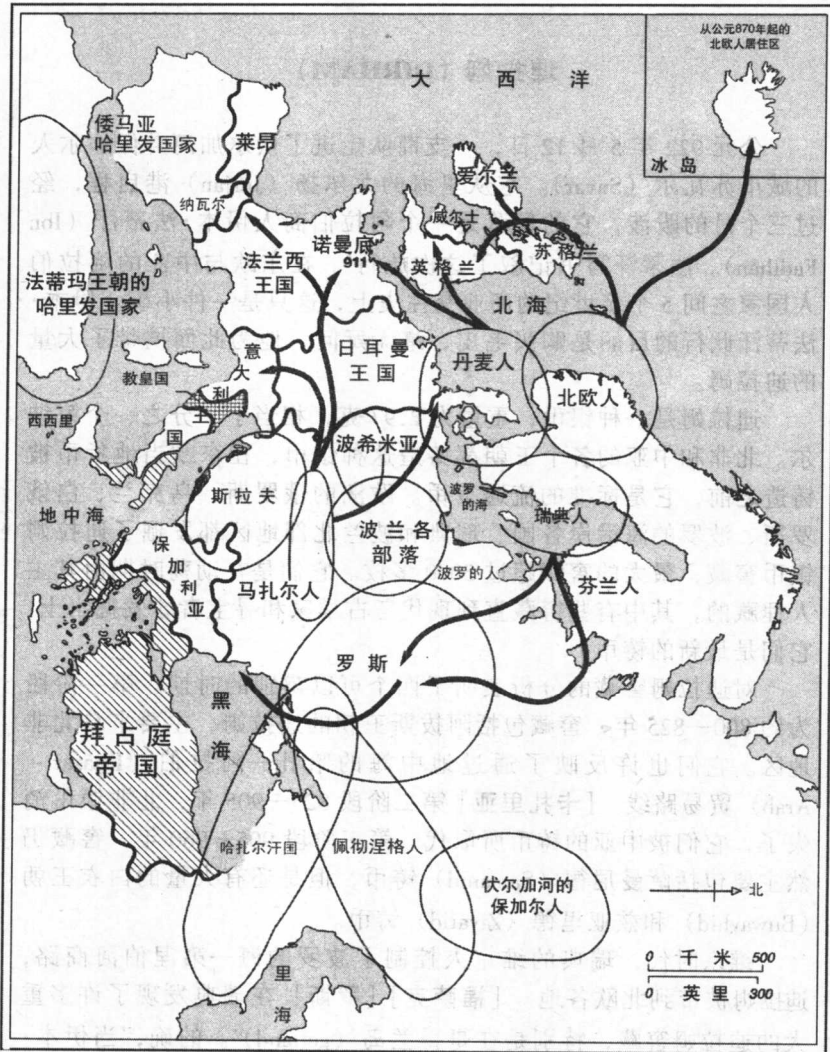 从公元870年起的
北欧人居住区
冰岛
大西洋
倭马亚
哈里发国家
莱昂
纳瓦尔
爱尔兰
威尔士
苏格兰
诺曼底
911
英格兰
法兰西
王国
北海
法蒂玛王朝的
哈里发国家
日耳曼
王国
丹麦人
北欧人
意
大
利
王
国
教皇国
西西里
波希米亚
斯拉夫
波罗
的海
瑞典人
地中海
波兰各
部落
保
加
利
亚
马扎尔人
波罗的人
芬兰人
罗斯
黑
海
拜占庭
帝国
哈扎尔汗国
佩彻涅格人
伏尔加河的
保加尔人
北
里
海
0 千米 500
0 英里 300